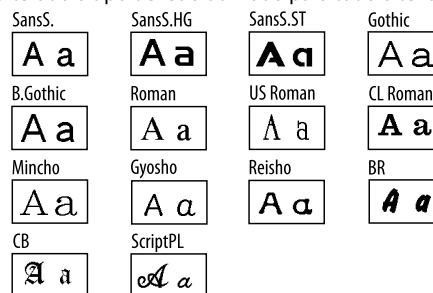 SansS. SansS.HG SansS.ST Gothic
A a A a A a A a
B.Gothic Roman US Roman CL Roman
A a A a A a A a
Mincho Gyosho Reisho BR
A a A a A a A a
CB ScriptPL
A a A a